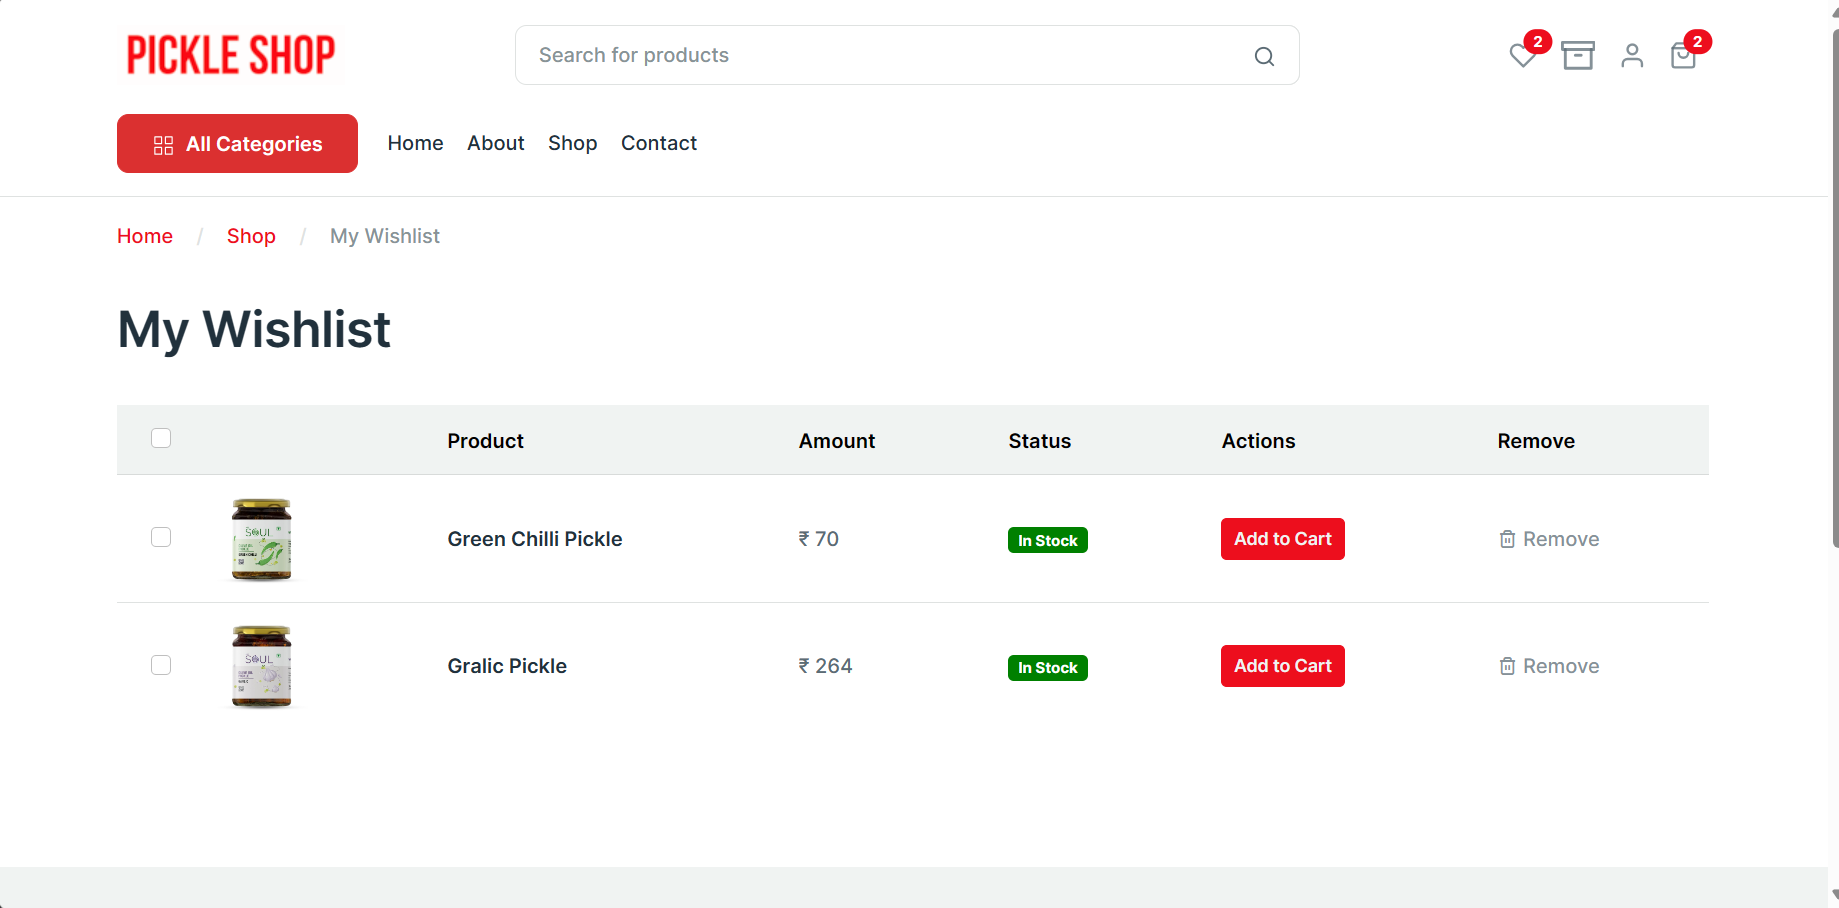 PICKLE SHOP
Search for products
2
2
All Categories
Home
About
Shop
Contact
Home / Shop / My Wishlist
My Wishlist
Product Amount Status Actions Remove
SOUL
Green Chilli Pickle ₹ 70 In Stock Add to Cart Remove
SOUL
Gralic Pickle ₹ 264 In Stock Add to Cart Remove